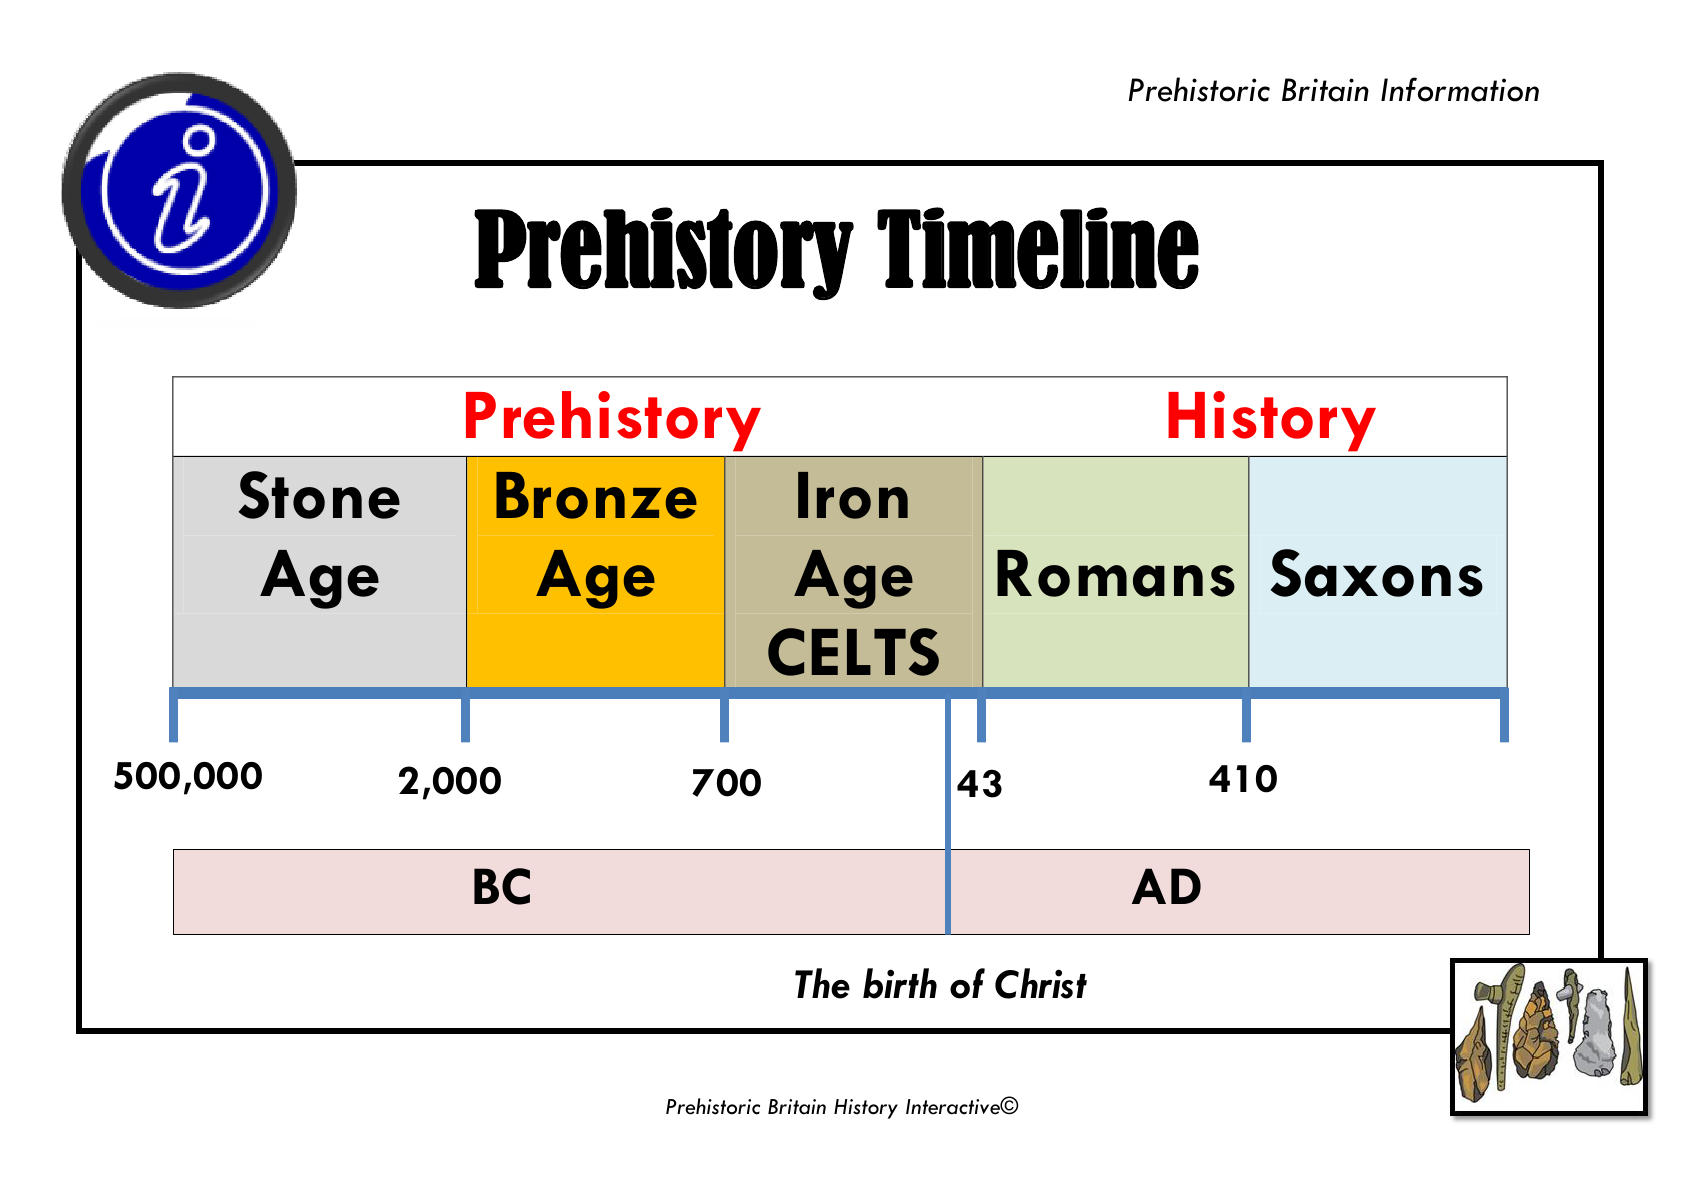 Prehistoric Britain Information
i
Prehistory Timeline
Prehistory History
Stone Age
Bronze Age
Iron Age
CELTS
Romans
Saxons
500,000 2,000 700 43 410
BC AD
The birth of Christ
Prehistoric Britain History Interactive©